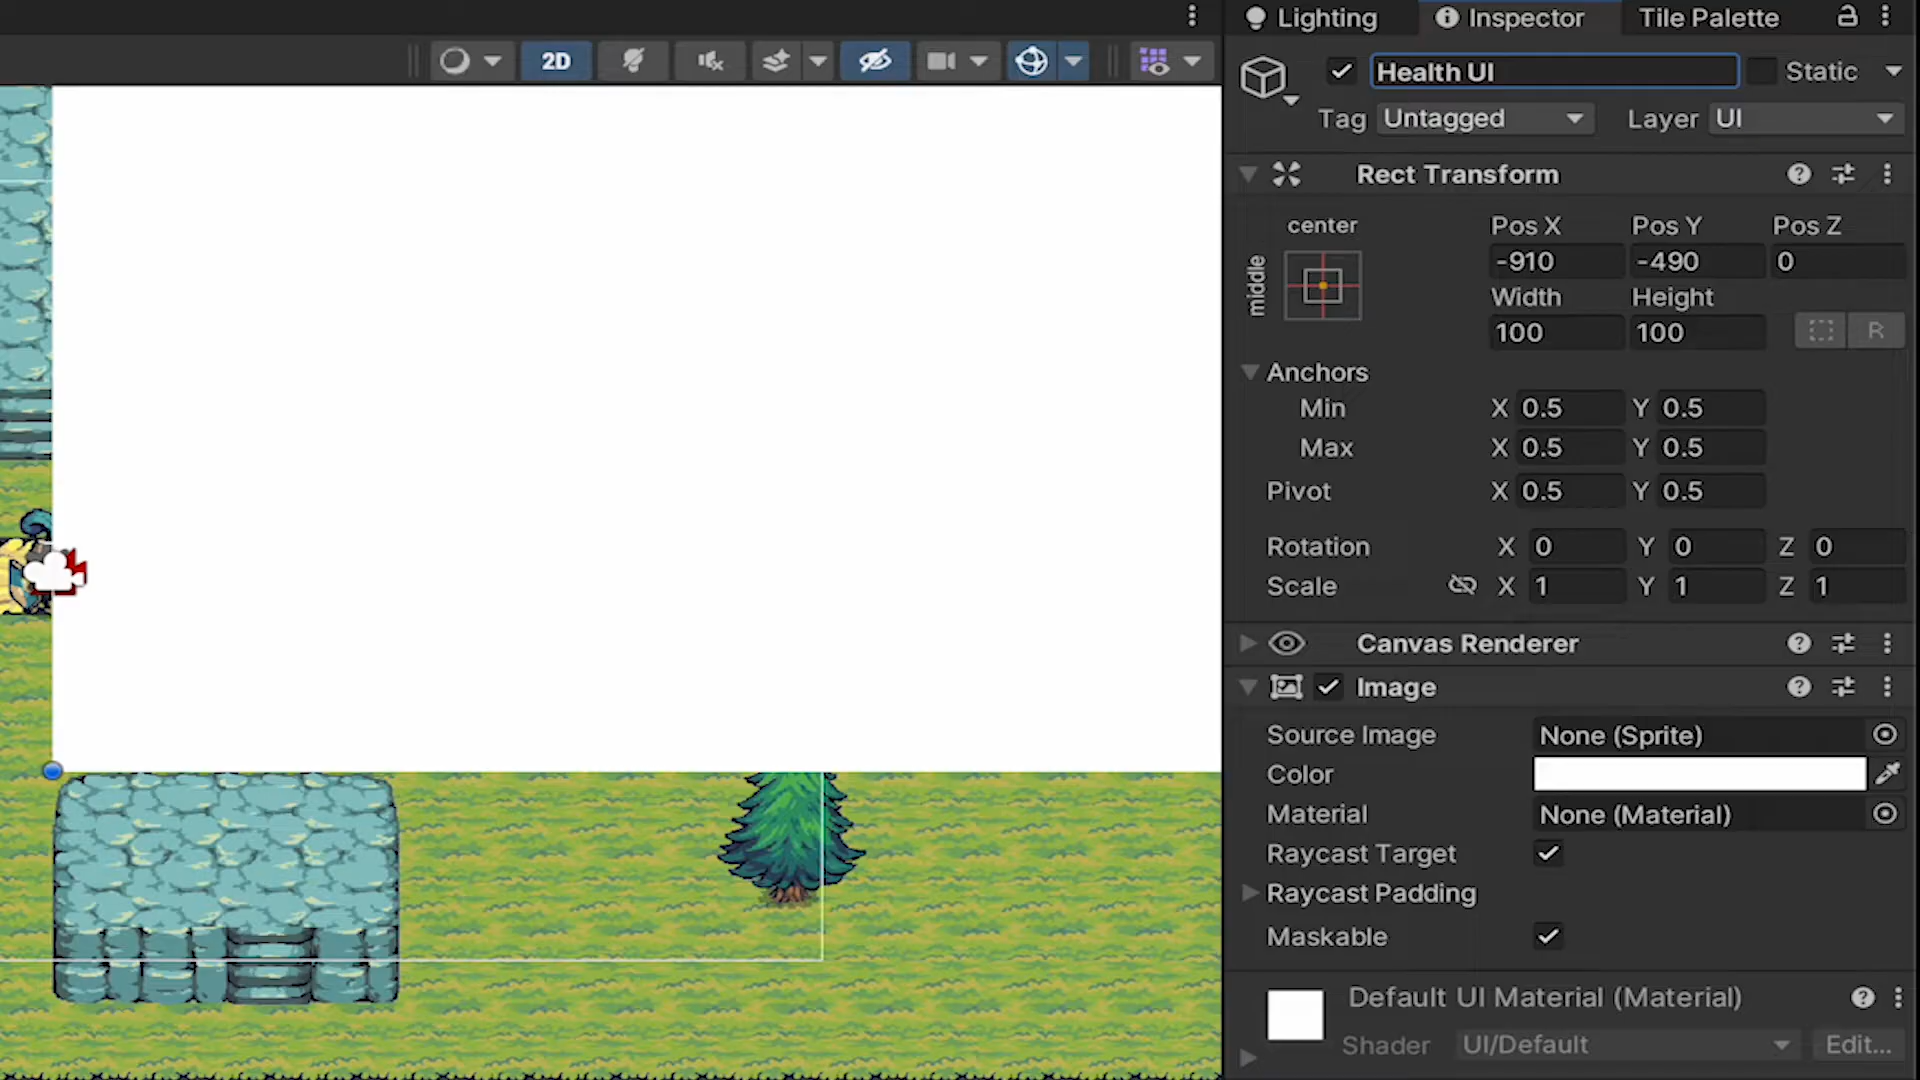 Lighting
Inspector
Tile Palette
2D
Health UI
Static
Tag Untagged Layer UI
Rect Transform
center
middle
Pos X Pos Y Pos Z
-910 -490 0
Width Height
100 100
R
Anchors
Min X 0.5 Y 0.5
Max X 0.5 Y 0.5
Pivot X 0.5 Y 0.5
Rotation X 0 Y 0 Z 0
Scale X 1 Y 1 Z 1
Canvas Renderer
Image
Source Image None (Sprite)
Color
Material None (Material)
Raycast Target
Raycast Padding
Maskable
Default UI Material (Material)
Shader UI/Default Edit...